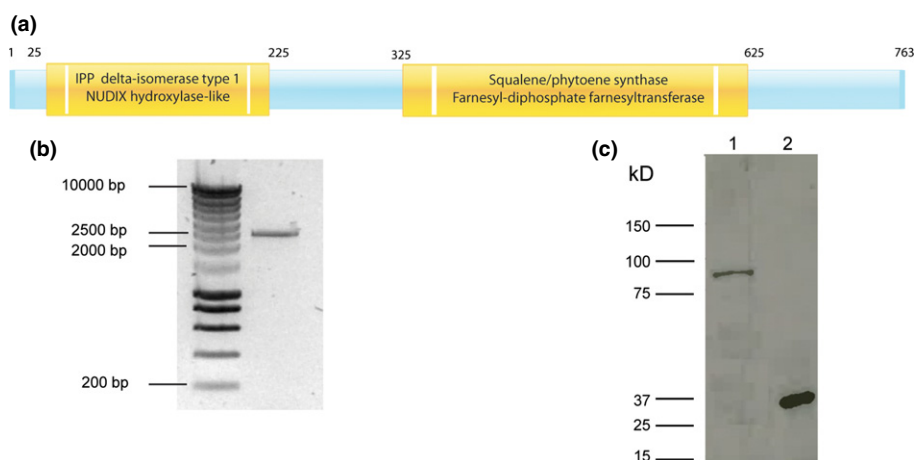 (a)
1 25 225 325 625 763
IPP delta-isomerase type 1
NUDIX hydroxylase-like
Squalene/phytoene synthase
Farnesyl-diphosphate farnesyltransferase
(b)
10000 bp
2500 bp
2000 bp
200 bp
(c)
1 2
kD
150
100
75
37
25
15